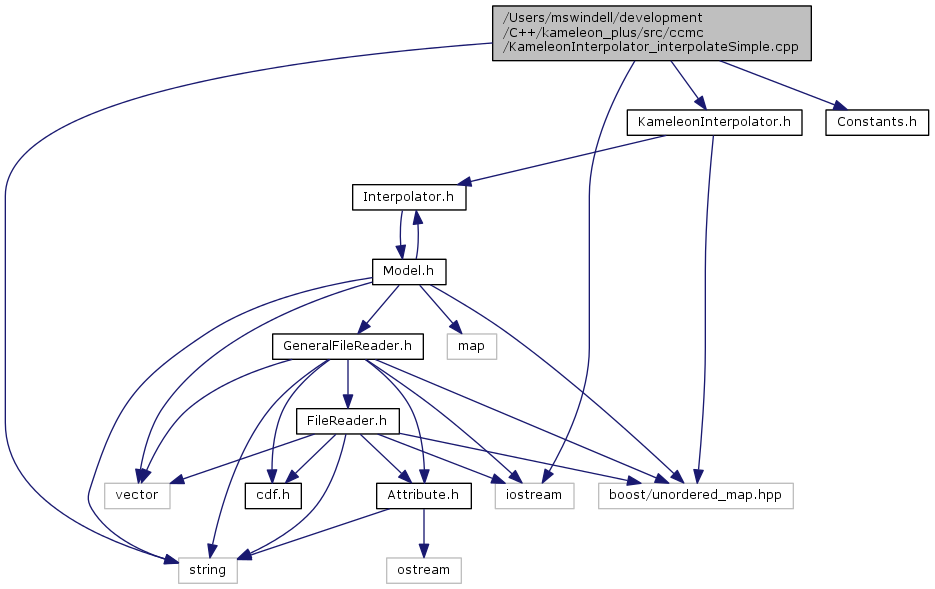 /Users/mswindell/development
/C++/kameleon_plus/src/ccmc
/KameleonInterpolator_interpolateSimple.cpp
KameleonInterpolator.h
Constants.h
Interpolator.h
Model.h
GeneralFileReader.h
map
FileReader.h
vector
cdf.h
Attribute.h
iostream
boost/unordered_map.hpp
string
ostream